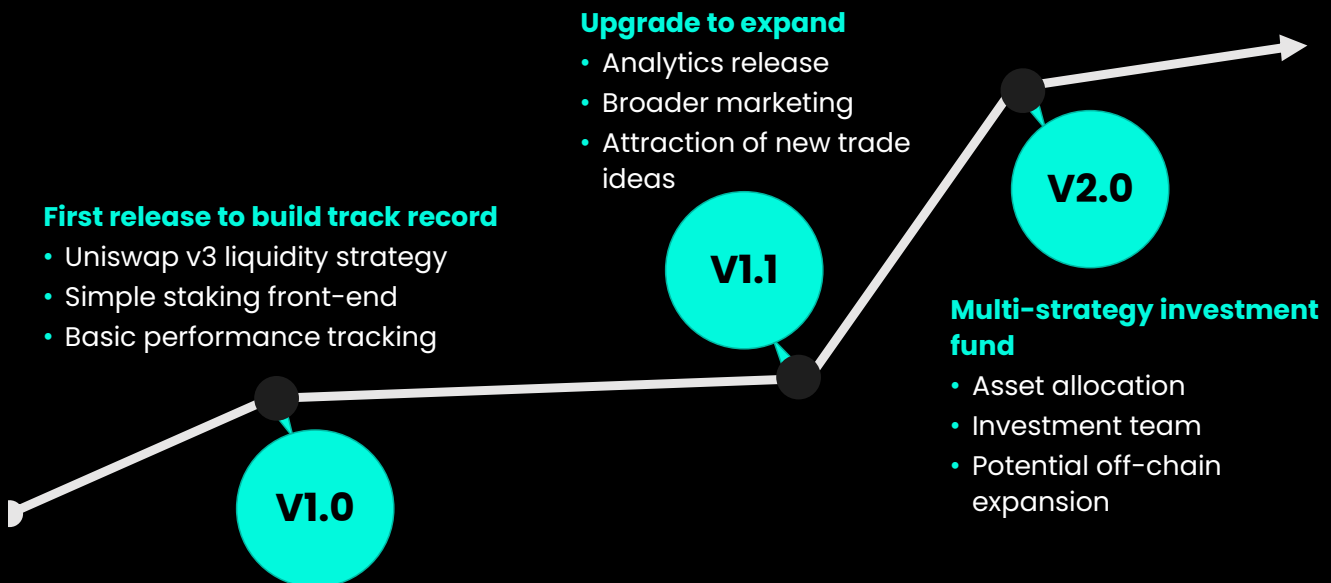 First release to build track record
• Uniswap v3 liquidity strategy
• Simple staking front-end
• Basic performance tracking
V1.0
Upgrade to expand
• Analytics release
• Broader marketing
• Attraction of new trade
ideas
V1.1
V2.0
Multi-strategy investment
fund
• Asset allocation
• Investment team
• Potential off-chain
expansion